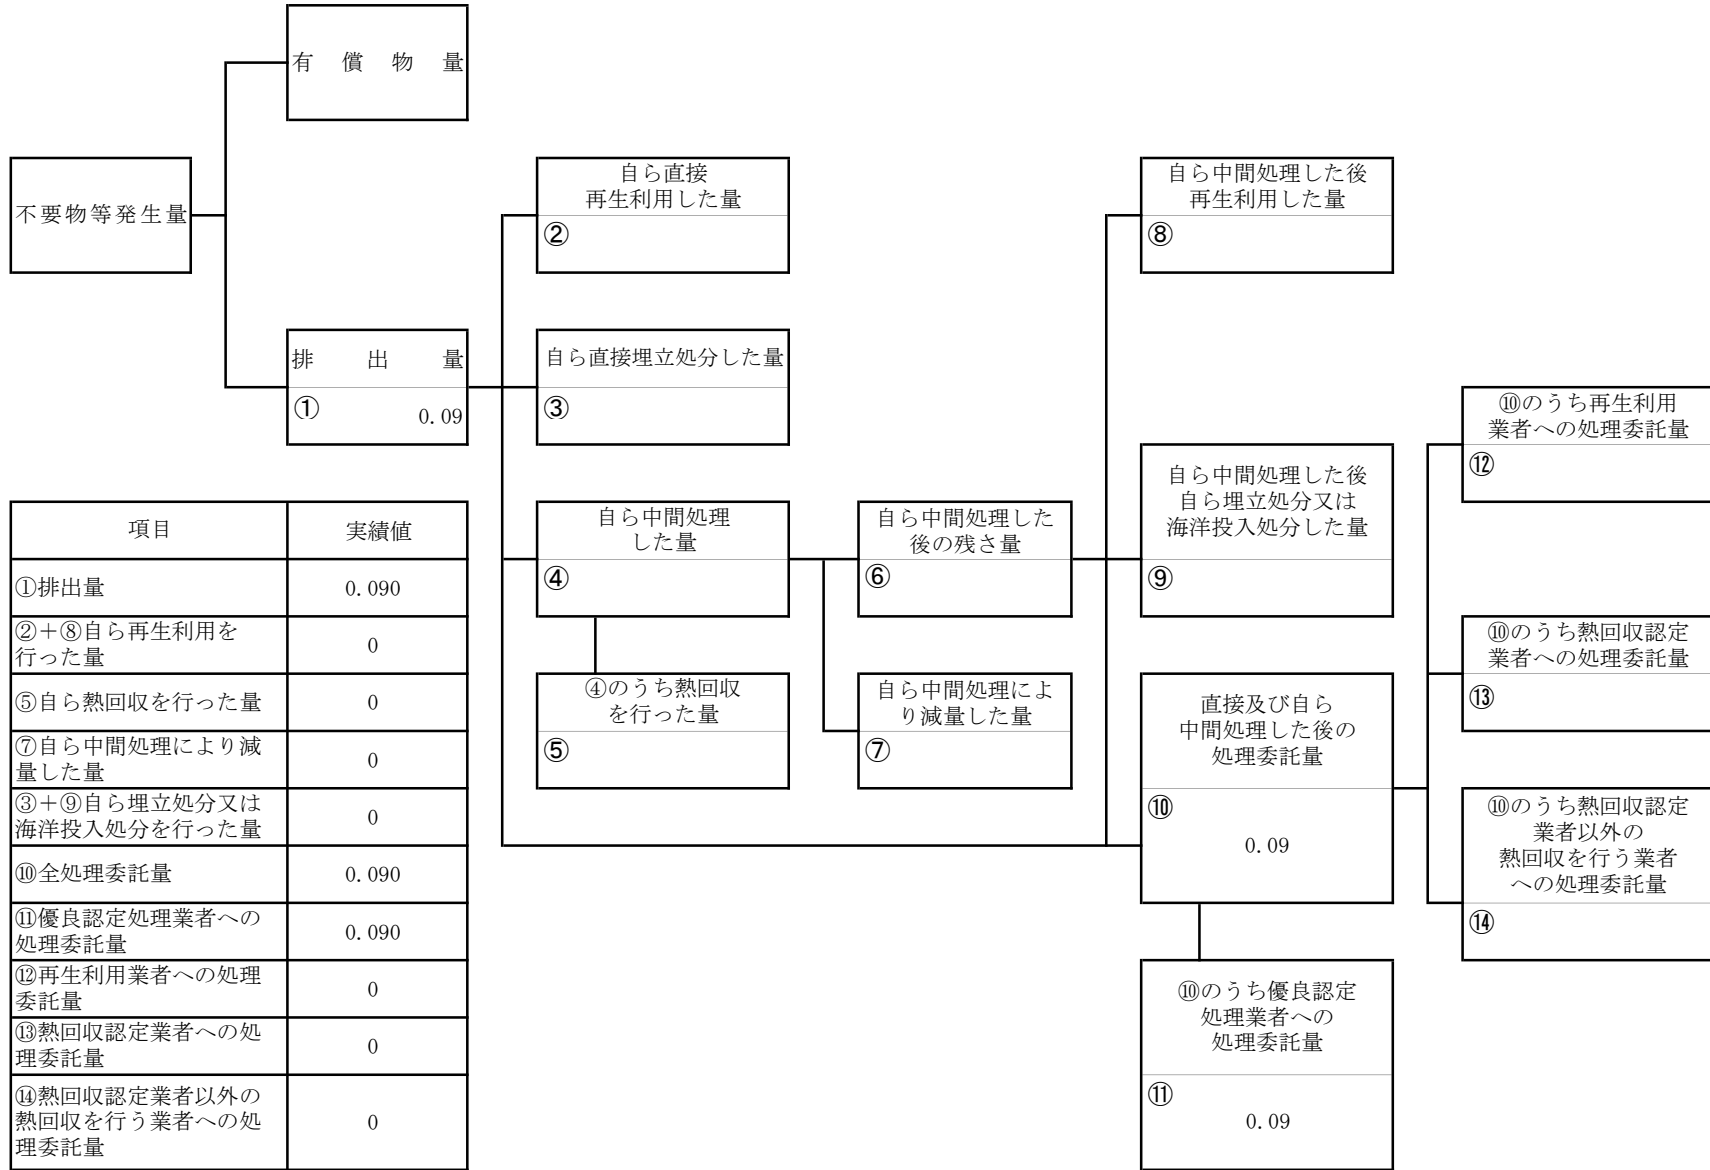 有償物量
不要物等発生量
排出量
①
0.09
自ら直接
再生利用した量
②
自ら直接埋立処分した量
③
自ら中間処理
した量
④
④のうち熱回収
を行った量
⑤
自ら中間処理した
後の残さ量
⑥
自ら中間処理によ
り減量した量
⑦
自ら中間処理した後
再生利用した量
⑧
自ら中間処理した後
自ら埋立処分又は
海洋投入処分した量
⑨
直接及び自ら
中間処理した後の
処理委託量
⑩
0.09
⑩のうち優良認定
処理業者への
処理委託量
⑪
0.09
⑩のうち再生利用
業者への処理委託量
⑫
⑩のうち熱回収認定
業者への処理委託量
⑬
⑩のうち熱回収認定
業者以外の
熱回収を行う業者
への処理委託量
⑭
項目 実績値
①排出量 0.090
②+⑧自ら再生利用を
行った量 0
⑤自ら熱回収を行った量 0
⑦自ら中間処理により減
量した量 0
③+⑨自ら埋立処分又は
海洋投入処分を行った量 0
⑩全処理委託量 0.090
⑪優良認定処理業者への
処理委託量 0.090
⑫再生利用業者への処理
委託量 0
⑬熱回収認定業者への処
理委託量 0
⑭熱回収認定業者以外の
熱回収を行う業者への処
理委託量 0